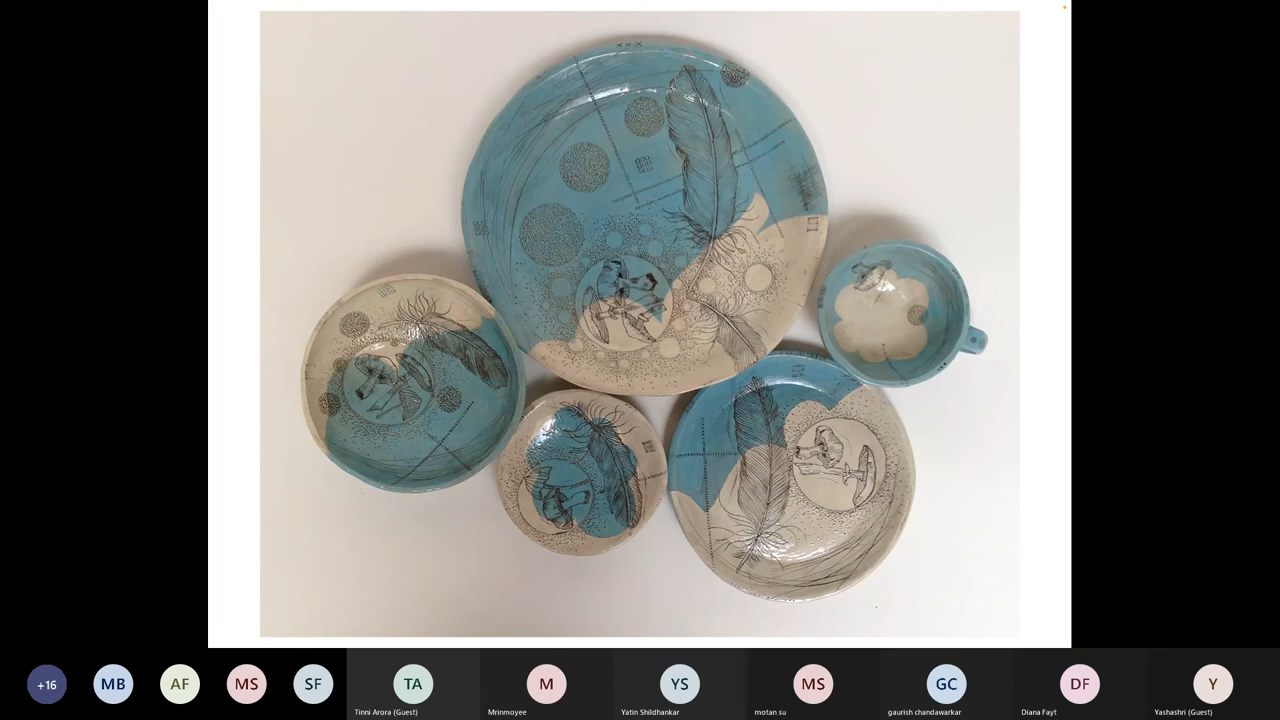 +16
MB
AF
MS
SF
TA
M
YS
MS
GC
DF
Y
Tinni Arora (Guest)
Mrinmoyee
Yatin Shildhankar
motan su
gaurish chandawarkar
Diana Fayt
Yashashri (Guest)